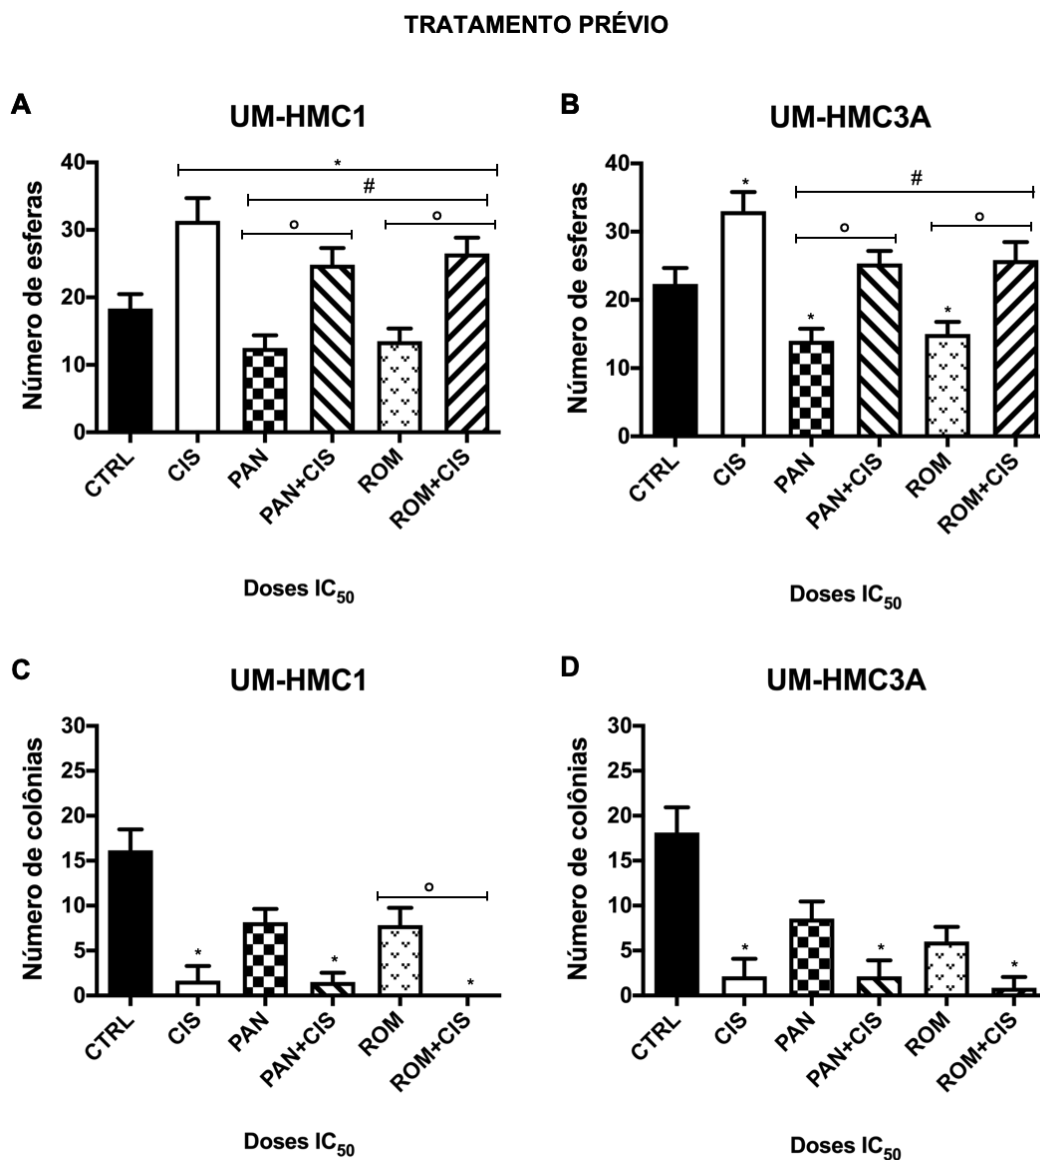 TRATAMENTO PRÉVIO
A
UM-HMC1
Número de esferas
40
30
20
10
0
*
#
°
°
CTRL
CIS
PAN
PAN+CIS
ROM
ROM+CIS
Doses IC50
B
UM-HMC3A
Número de esferas
40
30
20
10
0
*
#
°
°
*
*
CTRL
CIS
PAN
PAN+CIS
ROM
ROM+CIS
Doses IC50
C
UM-HMC1
Número de colônias
30
25
20
15
10
5
0
°
*
*
*
CTRL
CIS
PAN
PAN+CIS
ROM
ROM+CIS
Doses IC50
D
UM-HMC3A
Número de colônias
30
25
20
15
10
5
0
*
*
*
CTRL
CIS
PAN
PAN+CIS
ROM
ROM+CIS
Doses IC50